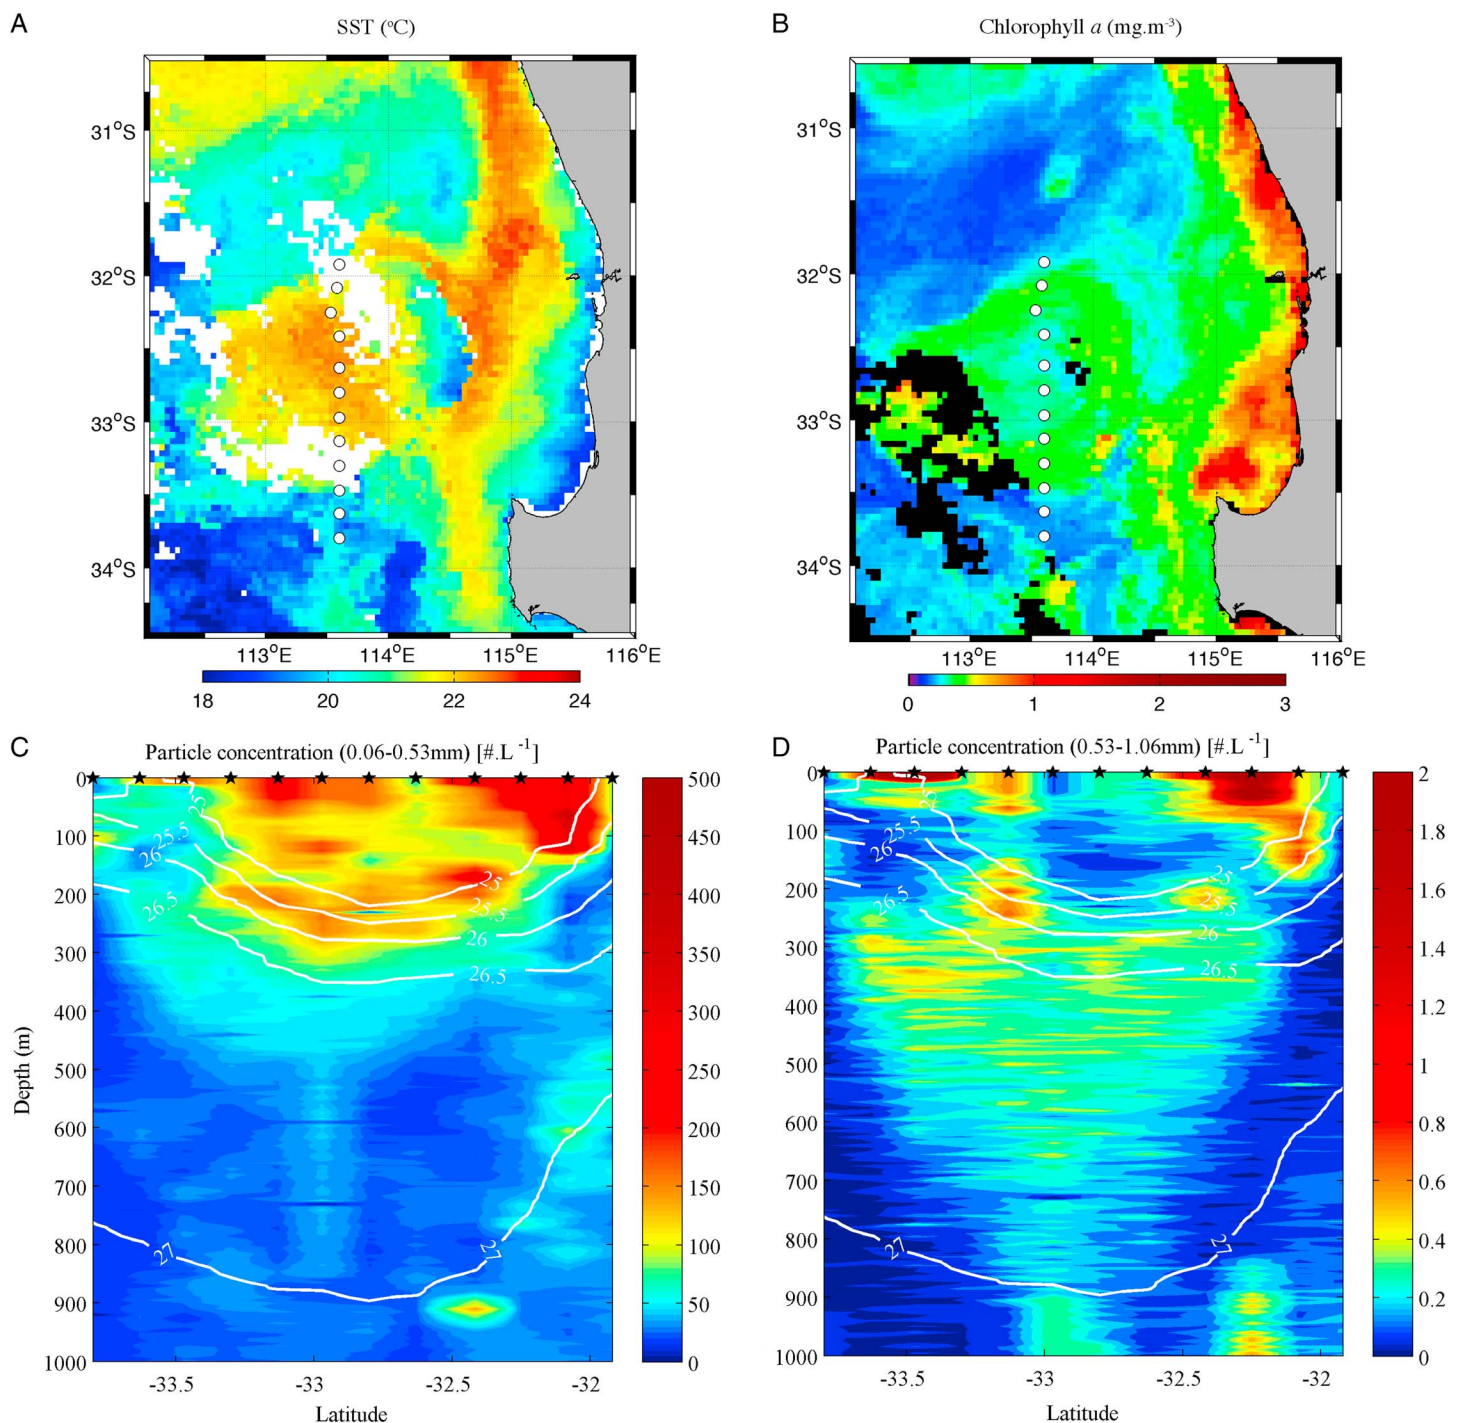 A
SST (°C)
31°S
32°S
33°S
34°S
113°E
114°E
115°E
116°E
18
20
22
24
B
Chlorophyll a (mg.m-3)
31°S
32°S
33°S
34°S
113°E
114°E
115°E
116°E
0
1
2
3
C
Particle concentration (0.06-0.53mm) [#.L -1]
0
100
200
300
400
500
600
700
800
900
1000
Depth (m)
25
25.5
26
26.5
25
25.5
26
26.5
27
27
-33.5
-33
-32.5
-32
Latitude
500
450
400
350
300
250
200
150
100
50
0
D
Particle concentration (0.53-1.06mm) [#.L -1]
0
100
200
300
400
500
600
700
800
900
1000
25
25.5
26
26.5
25
25.5
26
26.5
27
27
-33.5
-33
-32.5
-32
Latitude
2
1.8
1.6
1.4
1.2
1
0.8
0.6
0.4
0.2
0